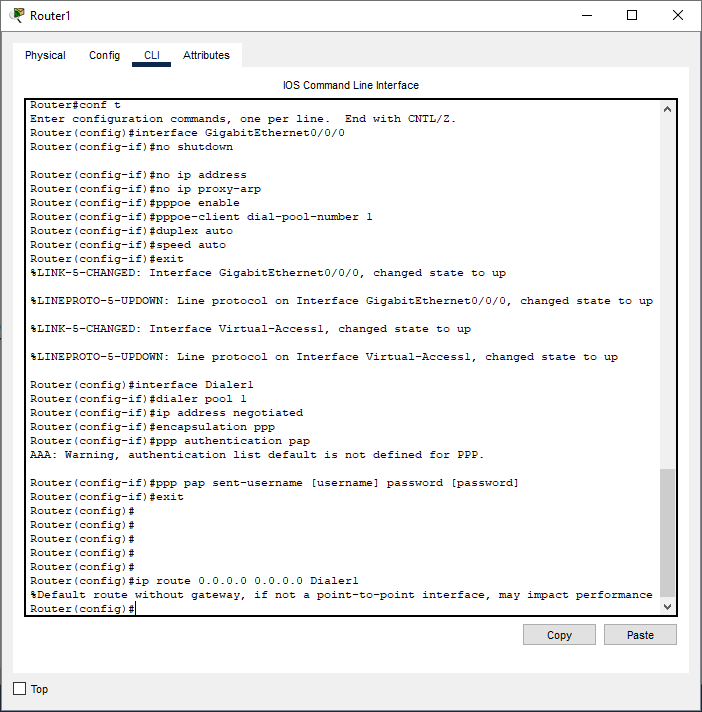 Router1
Physical Config CLI Attributes
IOS Command Line Interface
Router#conf t
Enter configuration commands, one per line.  End with CNTL/Z.
Router(config)#interface GigabitEthernet0/0/0
Router(config-if)#no shutdown
Router(config-if)#no ip address
Router(config-if)#no ip proxy-arp
Router(config-if)#pppoe enable
Router(config-if)#pppoe-client dial-pool-number 1
Router(config-if)#duplex auto
Router(config-if)#speed auto
Router(config-if)#exit
%LINK-5-CHANGED: Interface GigabitEthernet0/0/0, changed state to up
%LINEPROTO-5-UPDOWN: Line protocol on Interface GigabitEthernet0/0/0, changed state to up
%LINK-5-CHANGED: Interface Virtual-Access1, changed state to up
%LINEPROTO-5-UPDOWN: Line protocol on Interface Virtual-Access1, changed state to up
Router(config)#interface Dialer1
Router(config-if)#dialer pool 1
Router(config-if)#ip address negotiated
Router(config-if)#encapsulation ppp
Router(config-if)#ppp authentication pap
AAA: Warning, authentication list default is not defined for PPP.
Router(config-if)#ppp pap sent-username [username] password [password]
Router(config-if)#exit
Router(config)#
Router(config)#
Router(config)#
Router(config)#
Router(config)#
Router(config)#ip route 0.0.0.0 0.0.0.0 Dialer1
%Default route without gateway, if not a point-to-point interface, may impact performance
Router(config)#
Copy Paste
Top